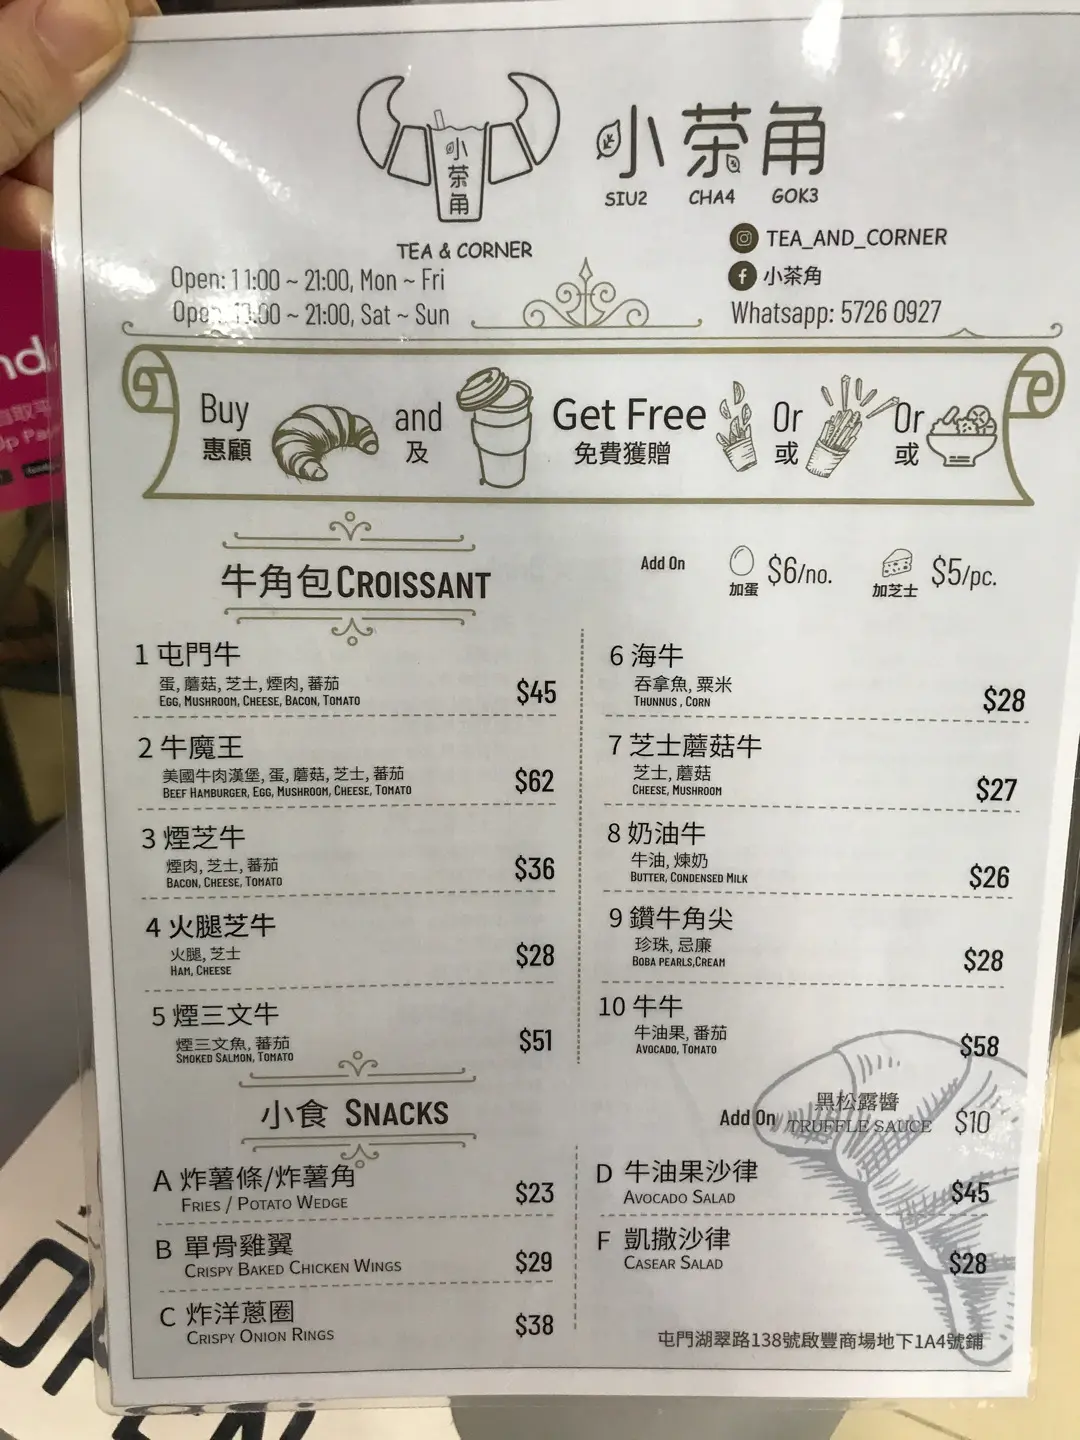 小茶角
小茶角
SIU2 CHA4 GOK3
TEA & CORNER
TEA_AND_CORNER
小茶角
Whatsapp: 5726 0927
Open: 11:00 ~ 21:00, Mon ~ Fri
:00 ~ 21:00, Sat ~ Sun
Buy and Get Free Or Or
惠顧 及 免費獲贈 或 或
牛角包 CROISSANT
Add On 加蛋 $6/no. 加芝士 $5/pc.
1 屯門牛
蛋, 蘑菇, 芝士, 煙肉, 蕃茄
EGG, MUSHROOM, CHEESE, BACON, TOMATO
$45
2 牛魔王
美國牛肉漢堡, 蛋, 蘑菇, 芝士, 蕃茄
BEEF HAMBURGER, EGG, MUSHROOM, CHEESE, TOMATO
$62
3 煙芝牛
煙肉, 芝士, 蕃茄
BACON, CHEESE, TOMATO
$36
4 火腿芝牛
火腿, 芝士
HAM, CHEESE
$28
5 煙三文牛
煙三文魚, 蕃茄
SMOKED SALMON, TOMATO
$51
6 海牛
吞拿魚, 粟米
THUNNUS , CORN
$28
7 芝士蘑菇牛
芝士, 蘑菇
CHEESE, MUSHROOM
$27
8 奶油牛
牛油, 煉奶
BUTTER, CONDENSED MILK
$26
9 鑽牛角尖
珍珠, 忌廉
BOBA PEARLS,CREAM
$28
10 牛牛
牛油果, 番茄
AVOCADO, TOMATO
$58
小食 SNACKS
Add On 黑松露醬 $10
TRUFFLE SAUCE
A 炸薯條/炸薯角
FRIES / POTATO WEDGE
$23
B 單骨雞翼
CRISPY BAKED CHICKEN WINGS
$29
C 炸洋蔥圈
CRISPY ONION RINGS
$38
D 牛油果沙律
AVOCADO SALAD
$45
F 凱撒沙律
CASEAR SALAD
$28
屯門湖翠路138號啟豐商場地下1A4號鋪